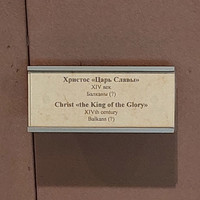 Христос «Царь Славы»
XIV век
Балканы (?)
Christ «the King of the Glory»
XIVth century
Balkans (?)